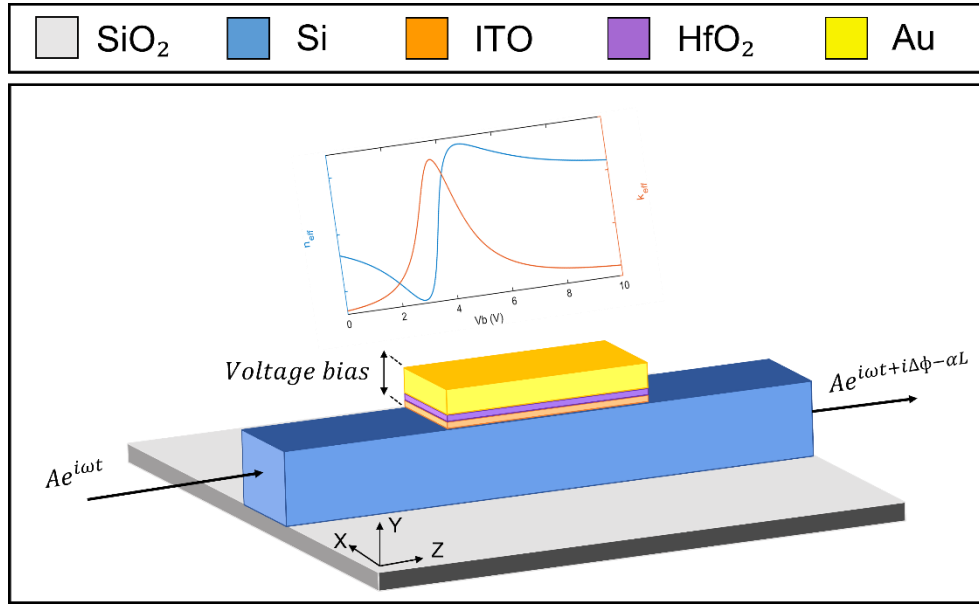 SiO₂ Si ITO HfO₂ Au
n_eff
k_eff
0 2 4 6 8 10
Vb (V)
Voltage bias
Ae^{iωt}
Ae^{iωt+iΔϕ−αL}
X Y Z